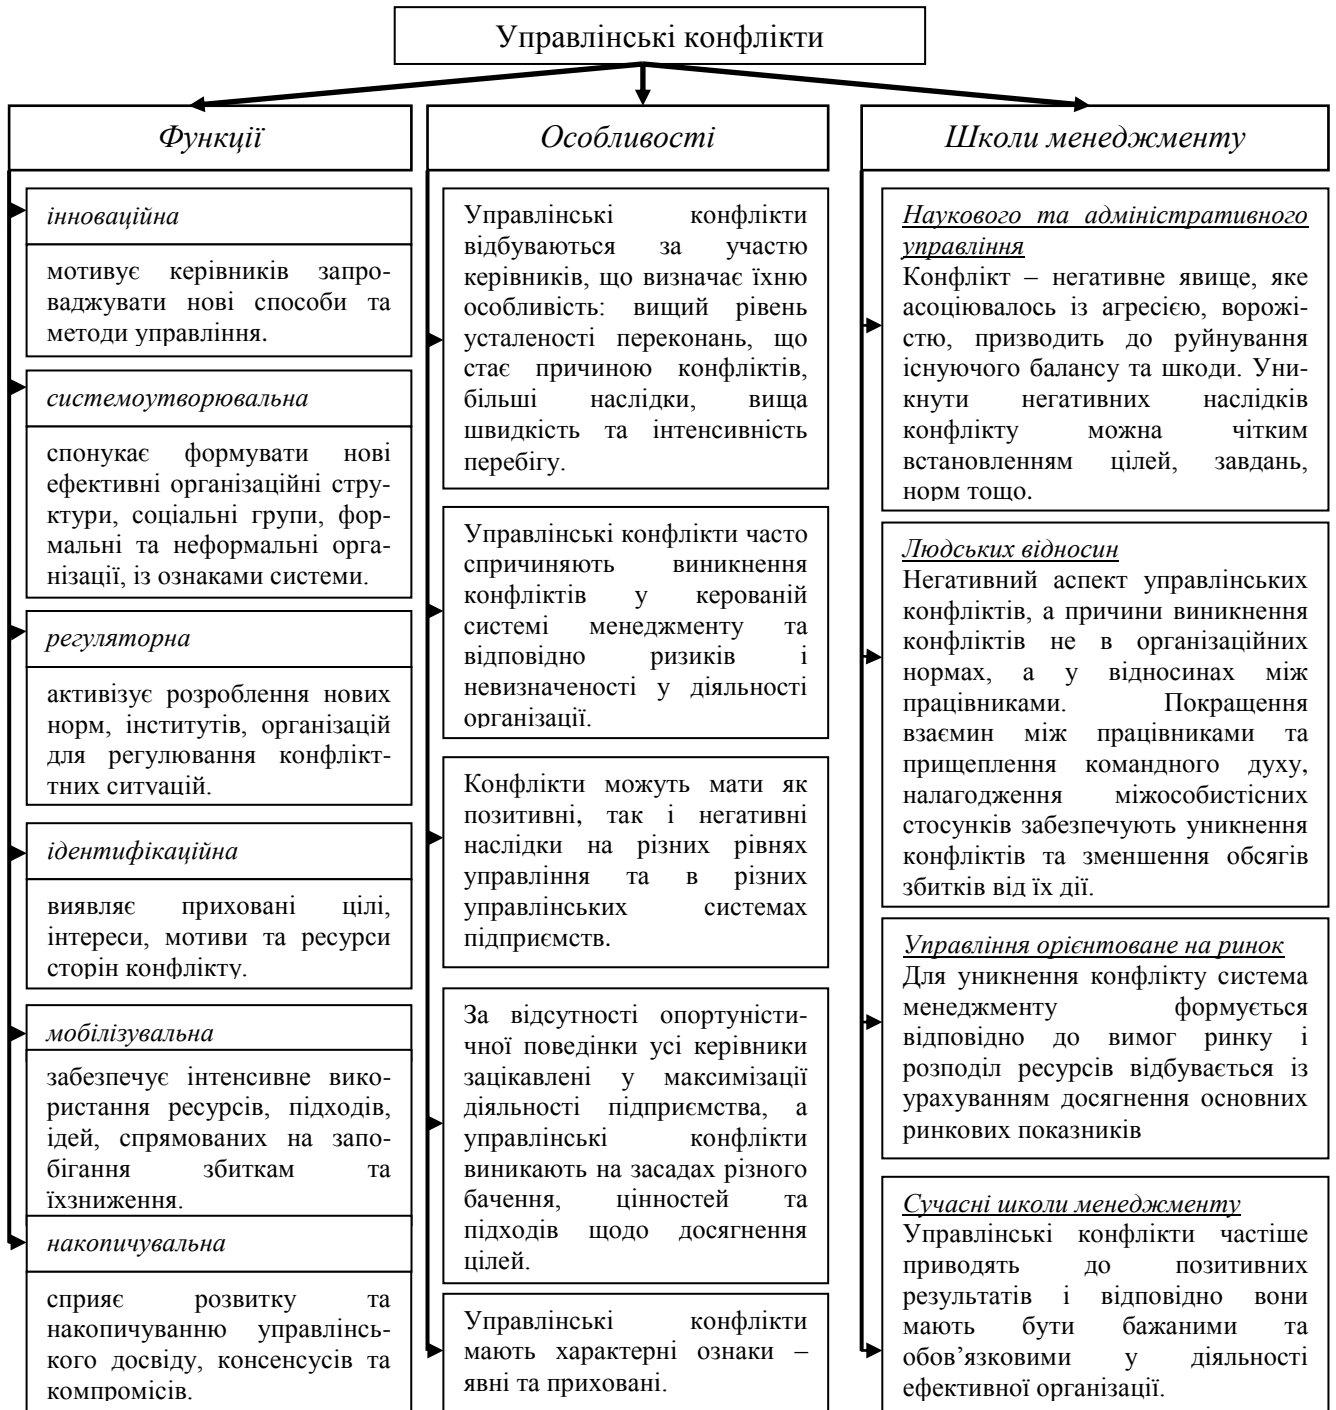 Управлінські конфлікти
Функції
інноваційна
мотивує керівників запро-
ваджувати нові способи та
методи управління.
системоутворювальна
спонукає формувати нові
ефективні організаційні стру-
ктури, соціальні групи, фор-
мальні та неформальні орга-
нізації, із ознаками системи.
регуляторна
активізує розроблення нових
норм, інститутів, організацій
для регулювання конфлікт-
тних ситуацій.
ідентифікаційна
виявляє приховані цілі,
інтереси, мотиви та ресурси
сторін конфлікту.
мобілізувальна
забезпечує інтенсивне вико-
ристання ресурсів, підходів,
ідей, спрямованих на запо-
бігання збиткам та
їхзниження.
накопичувальна
сприяє розвитку та
накопичуванню управлінсь-
кого досвіду, консенсусів та
компромісів.
Особливості
Управлінські конфлікти
відбуваються за участю
керівників, що визначає їхню
особливість: вищий рівень
усталеності переконань, що
стає причиною конфліктів,
більші наслідки, вища
швидкість та інтенсивність
перебігу.
Управлінські конфлікти часто
спричиняють виникнення
конфліктів у керованій
системі менеджменту та
відповідно ризиків і
невизначеності у діяльності
організації.
Конфлікти можуть мати як
позитивні, так і негативні
наслідки на різних рівнях
управління та в різних
управлінських системах
підприємств.
За відсутності опортуністи-
чної поведінки усі керівники
зацікавлені у максимізації
діяльності підприємства, а
управлінські конфлікти
виникають на засадах різного
бачення, цінностей та
підходів щодо досягнення
цілей.
Управлінські конфлікти
мають характерні ознаки –
явні та приховані.
Школи менеджменту
Наукового та адміністративного
управління
Конфлікт – негативне явище, яке
асоціювалось із агресією, ворожі-
стю, призводить до руйнування
існуючого балансу та шкоди. Уни-
кнути негативних наслідків
конфлікту можна чітким
встановленням цілей, завдань,
норм тощо.
Людських відносин
Негативний аспект управлінських
конфліктів, а причини виникнення
конфліктів не в організаційних
нормах, а у відносинах між
працівниками. Покращення
взаємин між працівниками та
прищеплення командного духу,
налагодження міжособистісних
стосунків забезпечують уникнення
конфліктів та зменшення обсягів
збитків від їх дії.
Управління орієнтоване на ринок
Для уникнення конфлікту система
менеджменту формується
відповідно до вимог ринку і
розподіл ресурсів відбувається із
урахуванням досягнення основних
ринкових показників
Сучасні школи менеджменту
Управлінські конфлікти частіше
приводять до позитивних
результатів і відповідно вони
мають бути бажаними та
обов’язковими у діяльності
ефективної організації.